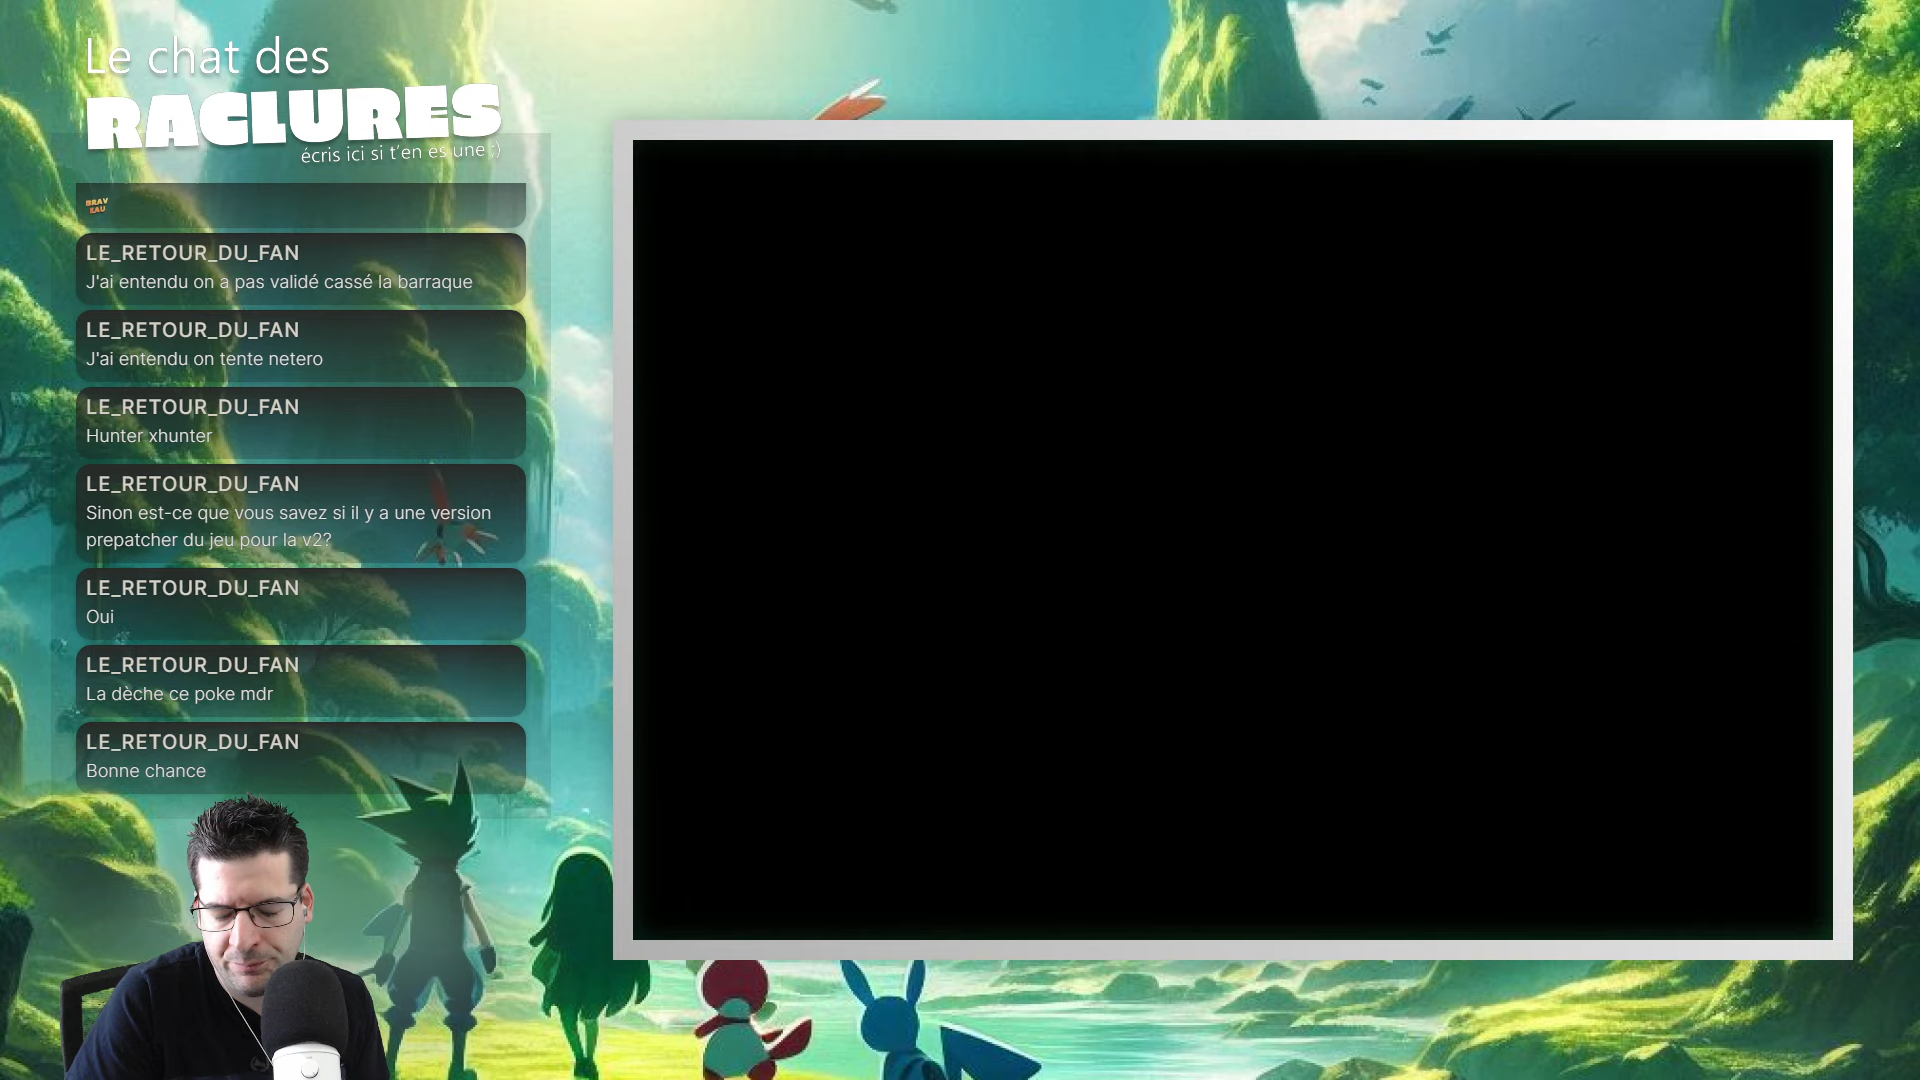 Le chat des
RACLURES
écris ici si t'en es une ;)
BRAV
EAU
LE_RETOUR_DU_FAN
J'ai entendu on a pas validé cassé la barraque
LE_RETOUR_DU_FAN
J'ai entendu on tente netero
LE_RETOUR_DU_FAN
Hunter xhunter
LE_RETOUR_DU_FAN
Sinon est-ce que vous savez si il y a une version
prepatcher du jeu pour la v2?
LE_RETOUR_DU_FAN
Oui
LE_RETOUR_DU_FAN
La dèche ce poke mdr
LE_RETOUR_DU_FAN
Bonne chance